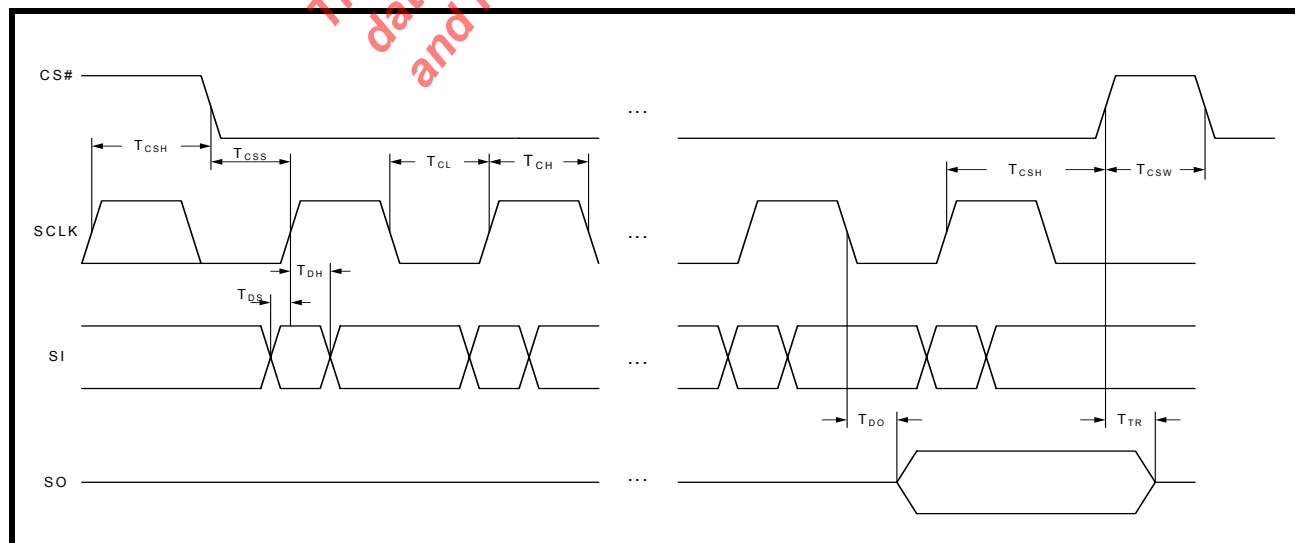 and
CS#
...
TCSH
TCSS
TCL
TCH
TCSH
TCSW
SCLK
...
TDH
TDS
SI
...
TDO
TTR
SO
...